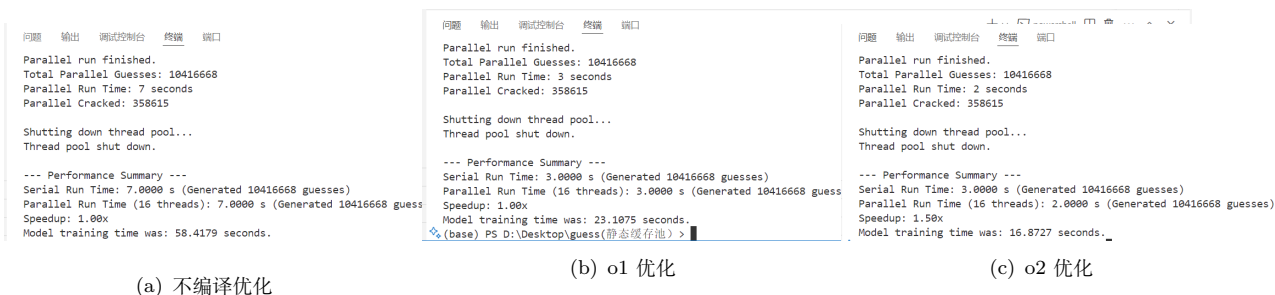 问题 输出 调试控制台 终端 端口
Parallel run finished.
Total Parallel Guesses: 10416668
Parallel Run Time: 7 seconds
Parallel Cracked: 358615
Shutting down thread pool...
Thread pool shut down.
--- Performance Summary ---
Serial Run Time: 7.0000 s (Generated 10416668 guesses)
Parallel Run Time (16 threads): 7.0000 s (Generated 10416668 guess
Speedup: 1.00x
Model training time was: 58.4179 seconds.
(a) 不编译优化
问题 输出 调试控制台 终端 端口
Parallel run finished.
Total Parallel Guesses: 10416668
Parallel Run Time: 3 seconds
Parallel Cracked: 358615
Shutting down thread pool...
Thread pool shut down.
--- Performance Summary ---
Serial Run Time: 3.0000 s (Generated 10416668 guesses)
Parallel Run Time (16 threads): 3.0000 s (Generated 10416668 guess
Speedup: 1.00x
Model training time was: 23.1075 seconds.
(base) PS D:\Desktop\guess(静态缓存池）>
(b) o1 优化
问题 输出 调试控制台 终端 端口
Parallel run finished.
Total Parallel Guesses: 10416668
Parallel Run Time: 2 seconds
Parallel Cracked: 358615
Shutting down thread pool...
Thread pool shut down.
--- Performance Summary ---
Serial Run Time: 3.0000 s (Generated 10416668 guesses)
Parallel Run Time (16 threads): 2.0000 s (Generated 10416668 guesses)
Speedup: 1.50x
Model training time was: 16.8727 seconds.
(c) o2 优化